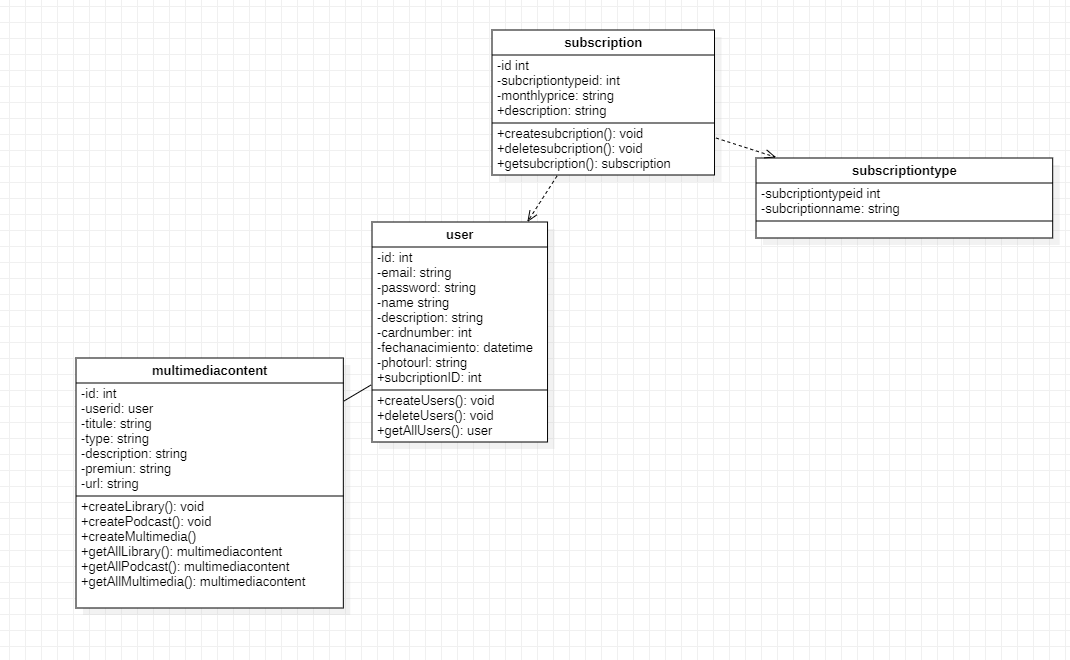 subscription
-id int
-subcriptiontypeid: int
-monthlyprice: string
+description: string
+createsubcription(): void
+deletesubcription(): void
+getsubcription(): subscription
subscriptiontype
-subcriptiontypeid int
-subcriptionname: string
user
-id: int
-email: string
-password: string
-name string
-description: string
-cardnumber: int
-fechanacimiento: datetime
-photourl: string
+subcriptionID: int
+createUsers(): void
+deleteUsers(): void
+getAllUsers(): user
multimediacontent
-id: int
-userid: user
-titule: string
-type: string
-description: string
-premiun: string
-url: string
+createLibrary(): void
+createPodcast(): void
+createMultimedia()
+getAllLibrary(): multimediacontent
+getAllPodcast(): multimediacontent
+getAllMultimedia(): multimediacontent